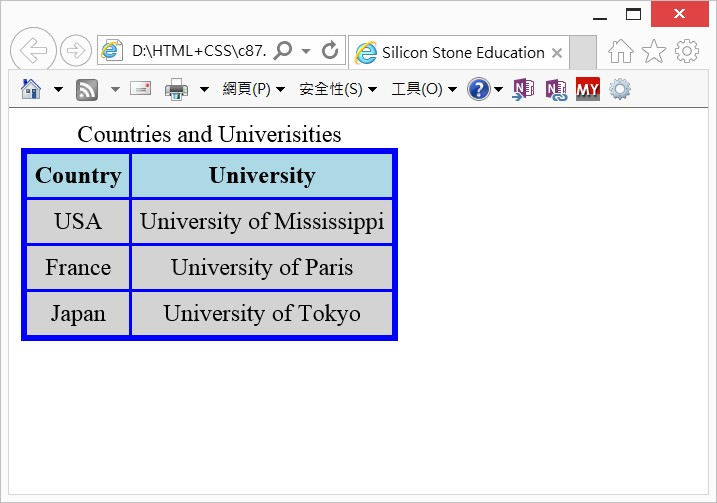 D:\HTML+CSS\c87.
Silicon Stone Education
網頁(P) 安全性(S) 工具(O) ? N N MY
Countries and Univerisities
Country University
USA University of Mississippi
France University of Paris
Japan University of Tokyo